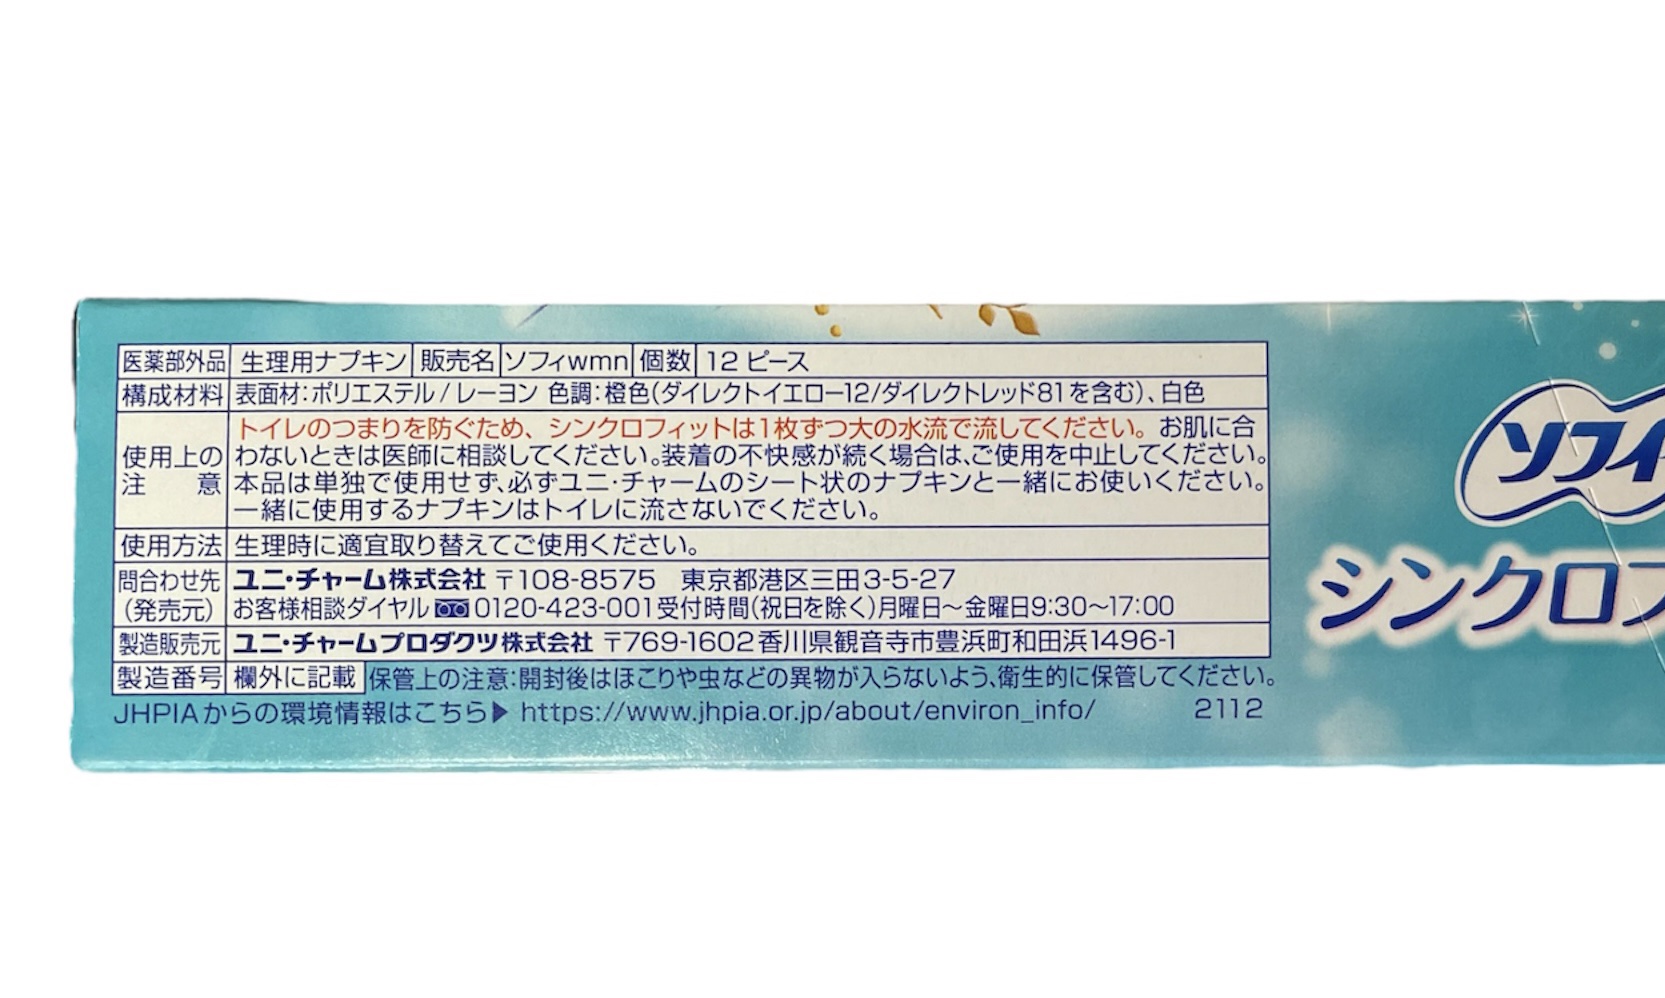 医薬部外品 生理用ナプキン 販売名 ソフィwmn 個数 12 ピース
構成材料 表面材:ポリエステル/レーヨン 色調:橙色(ダイレクトイエロー12/ダイレクトレッド81を含む)、白色
使用上の注意 トイレのつまりを防ぐため、シンクロフィットは1枚ずつ大の水流で流してください。お肌に合
わないときは医師に相談してください。装着の不快感が続く場合は、ご使用を中止してください。
本品は単独で使用せず、必ずユニ・チャームのシート状のナプキンと一緒にお使いください。
一緒に使用するナプキンはトイレに流さないでください。
使用方法 生理時に適宜取り替えてご使用ください。
問合わせ先 ユニ・チャーム株式会社 〒108-8575 東京都港区三田3-5-27
(発売元) お客様相談ダイヤル 0120-423-001受付時間(祝日を除く)月曜日〜金曜日9:30〜17:00
製造販売元 ユニ・チャームプロダクツ株式会社 〒769-1602香川県観音寺市豊浜町和田浜1496-1
製造番号 欄外に記載 保管上の注意:開封後はほこりや虫などの異物が入らないよう、衛生的に保管してください。
JHPIAからの環境情報はこちら▶ https://www.jhpia.or.jp/about/environ_info/ 2112
ソフィ
シンクロフ